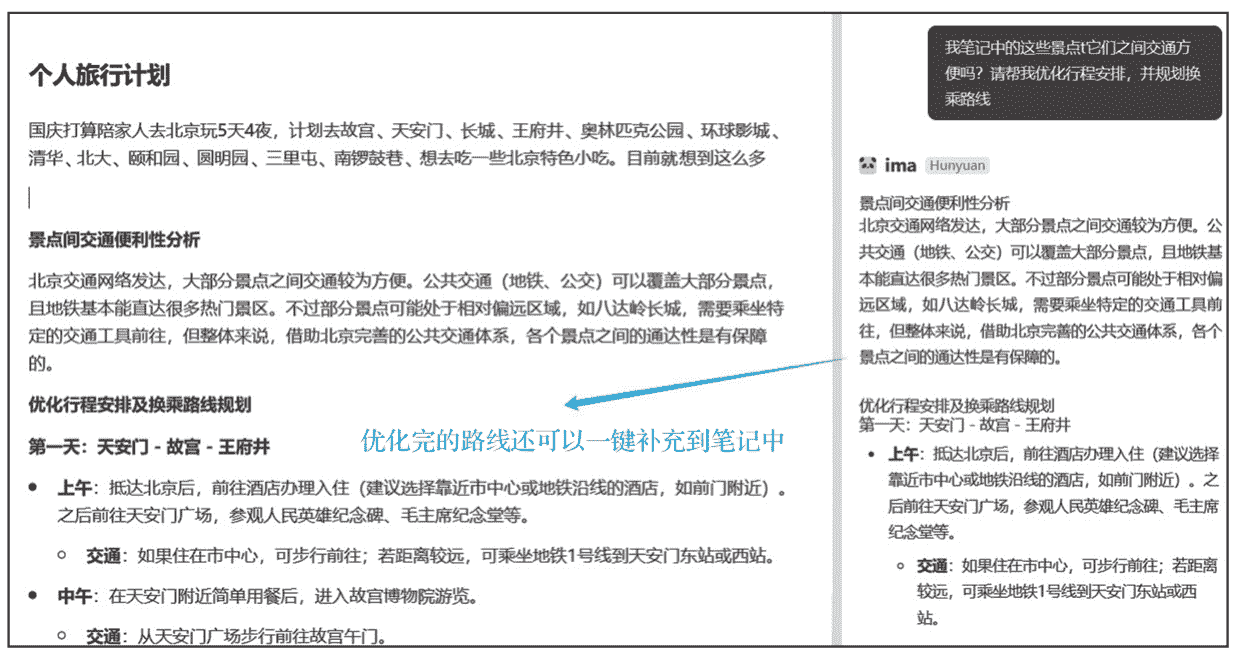 个人旅行计划
国庆打算陪家人去北京玩5天4夜，计划去故宫、天安门、长城、王府井、奥林匹克公园、环球影城、
清华、北大、颐和园、圆明园、三里屯、南锣鼓巷、想去吃一些北京特色小吃。目前就想到这么多
景点间交通便利性分析
北京交通网络发达，大部分景点之间交通较为方便。公共交通（地铁、公交）可以覆盖大部分景点，
且地铁基本能直达很多热门景区。不过部分景点可能处于相对偏远区域，如八达岭长城，需要乘坐特
定的交通工具前往，但整体来说，借助北京完善的公共交通体系，各个景点之间的通达性是有保障
的。
优化行程安排及换乘路线规划
第一天：天安门 - 故宫 - 王府井
优化完的路线还可以一键补充到笔记中
• 上午：抵达北京后，前往酒店办理入住（建议选择靠近市中心或地铁沿线的酒店，如前门附近）。
之后前往天安门广场，参观人民英雄纪念碑、毛主席纪念堂等。
○ 交通：如果住在市中心，可步行前往；若距离较远，可乘坐地铁1号线到天安门东站或西站。
• 中午：在天安门附近简单用餐后，进入故宫博物院游览。
○ 交通：从天安门广场步行前往故宫午门。
我笔记中的这些景点t它们之间交通方
便吗？请帮我优化行程安排，并规划换
乘路线
ima Hunyuan
景点间交通便利性分析
北京交通网络发达，大部分景点之间交通较为方便。公
共交通（地铁、公交）可以覆盖大部分景点，且地铁基
本能直达很多热门景区。不过部分景点可能处于相对偏
远区域，如八达岭长城，需要乘坐特定的交通工具前
往，但整体来说，借助北京完善的公共交通体系，各个
景点之间的通达性是有保障的。
优化行程安排及换乘路线规划
第一天：天安门 - 故宫 - 王府井
• 上午：抵达北京后，前往酒店办理入住（建议选择
靠近市中心或地铁沿线的酒店，如前门附近）。之
后前往天安门广场，参观人民英雄纪念碑、毛主席
纪念堂等。
○ 交通：如果住在市中心，可步行前往；若距离
较远，可乘坐地铁1号线到天安门东站或西
站。